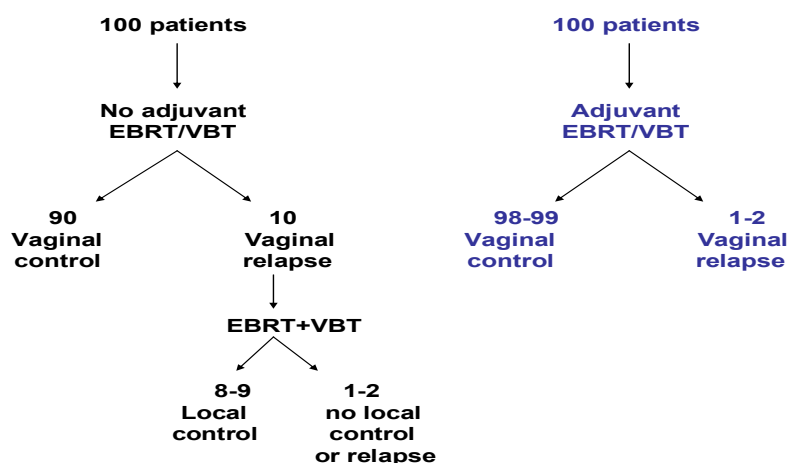 100 patients
No adjuvant
EBRT/VBT
90
Vaginal
control
10
Vaginal
relapse
EBRT+VBT
8-9
Local
control
1-2
no local
control
or relapse
100 patients
Adjuvant
EBRT/VBT
98-99
Vaginal
control
1-2
Vaginal
relapse